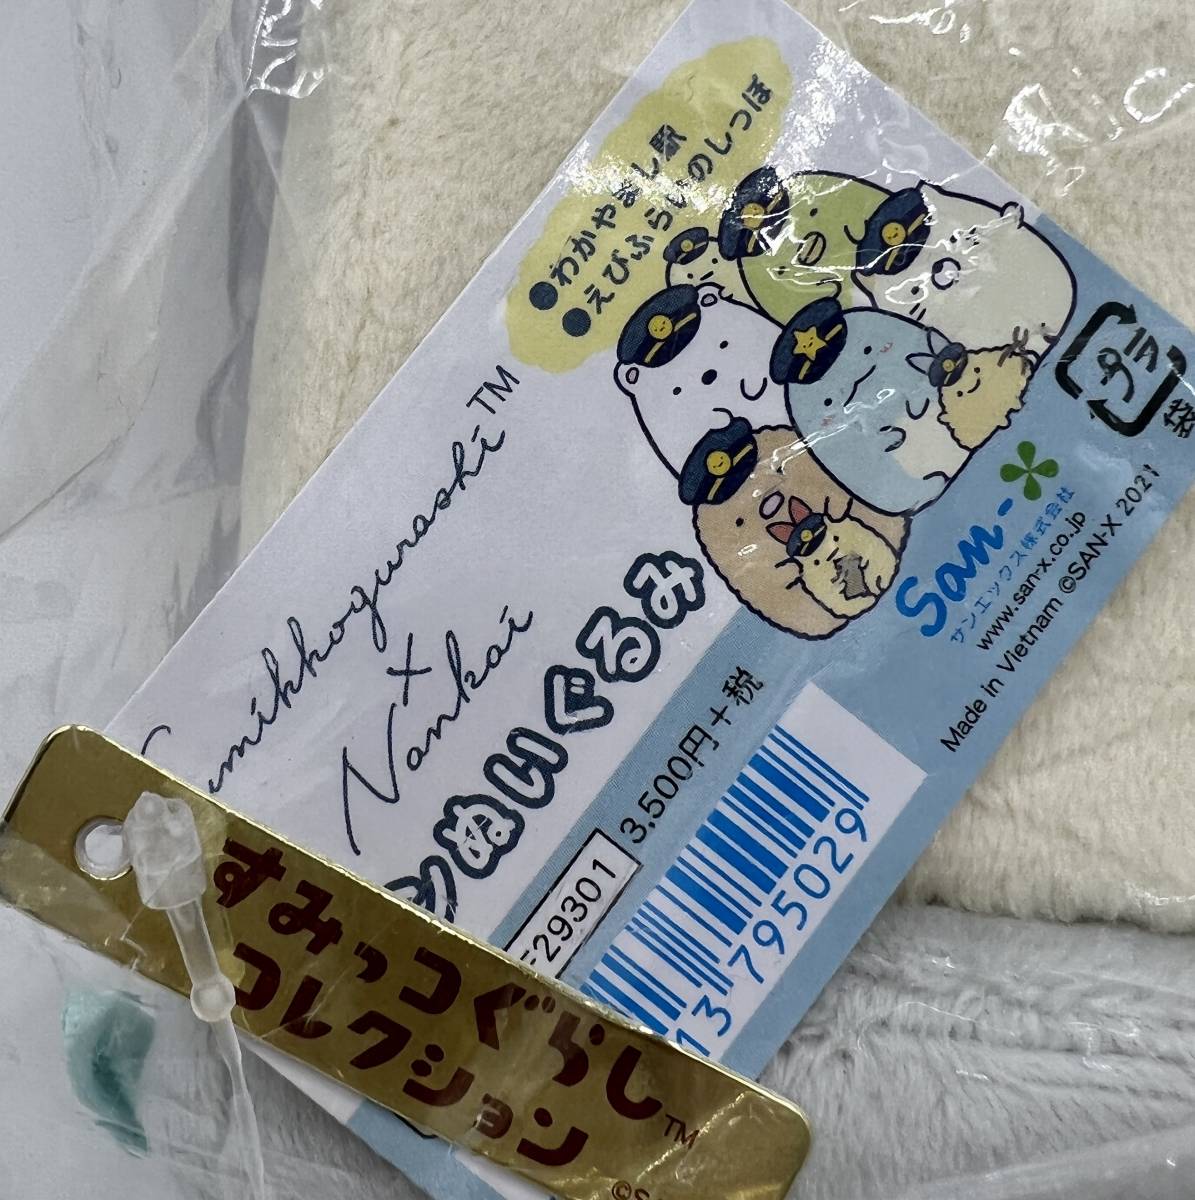 ●わかやまし駅
●えびふらいのしっぽ
Sumikkogurashi™
×
Nankai
ぬいぐるみ
29301
3,500円+税
13 795029
プラ
袋
San-X
サンエックス株式会社
www.san-x.co.jp
Made in Vietnam ©SAN-X 2021
すみっコぐらし
コレクション™
©S